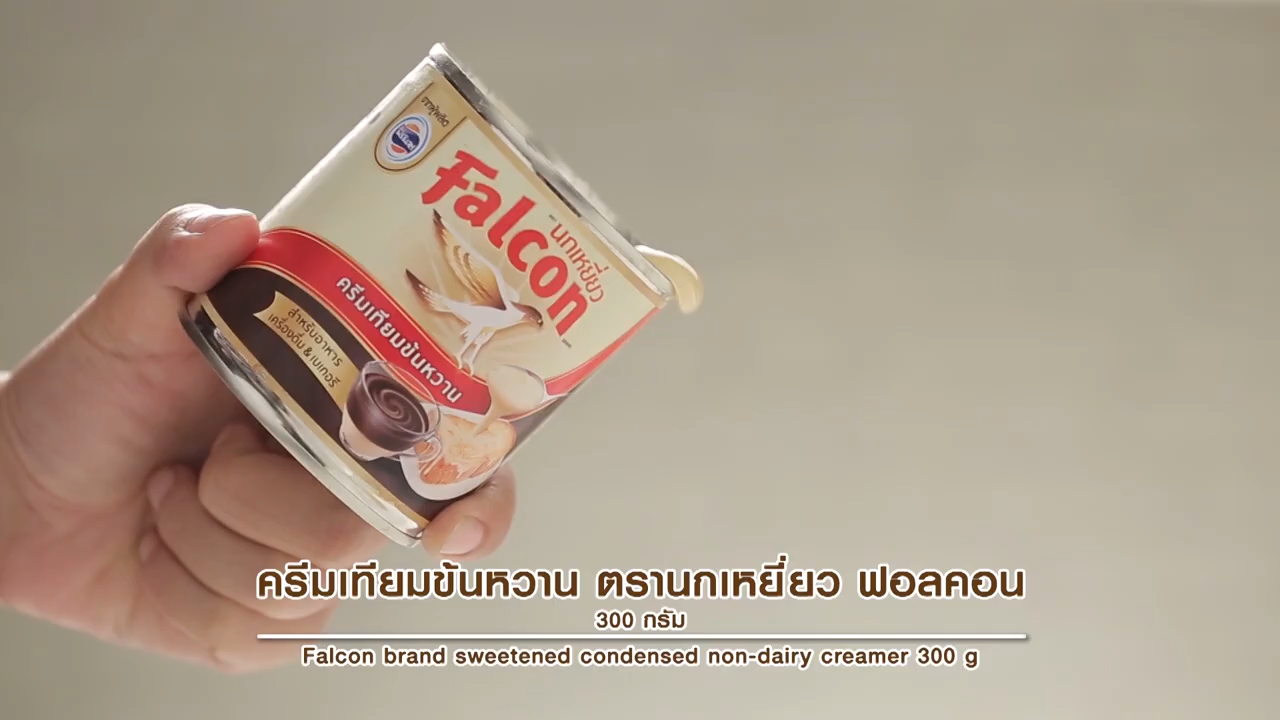 Falcon
นกเหยี่ยว
ครีมเทียมข้นหวาน
สำหรับอาหาร
เครื่องดื่ม & เบเกอรี่
ครีมเทียมข้นหวาน ตรานกเหยี่ยว ฟอลคอน
300 กรัม
Falcon brand sweetened condensed non-dairy creamer 300 g